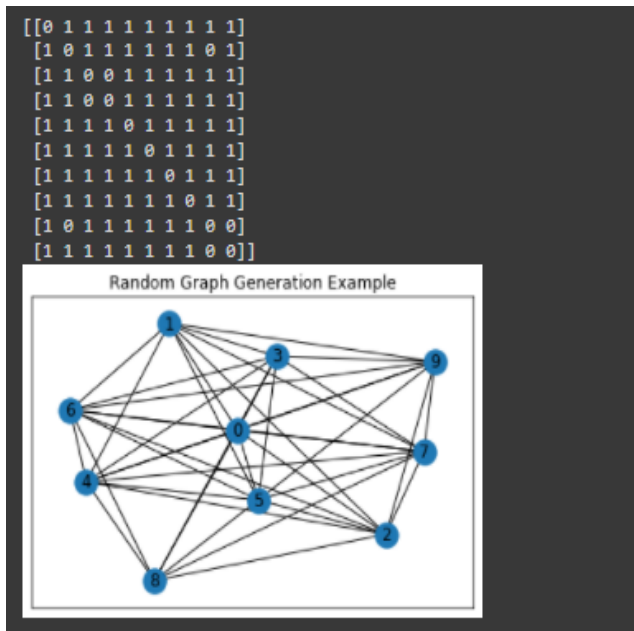 [[0 1 1 1 1 1 1 1 1 1]
[1 0 1 1 1 1 1 1 0 1]
[1 1 0 0 1 1 1 1 1 1]
[1 1 0 0 1 1 1 1 1 1]
[1 1 1 1 0 1 1 1 1 1]
[1 1 1 1 1 0 1 1 1 1]
[1 1 1 1 1 1 0 1 1 1]
[1 1 1 1 1 1 1 0 1 1]
[1 0 1 1 1 1 1 1 0 0]
[1 1 1 1 1 1 1 1 0 0]]
Random Graph Generation Example
1
3
9
6
0
7
4
5
2
8